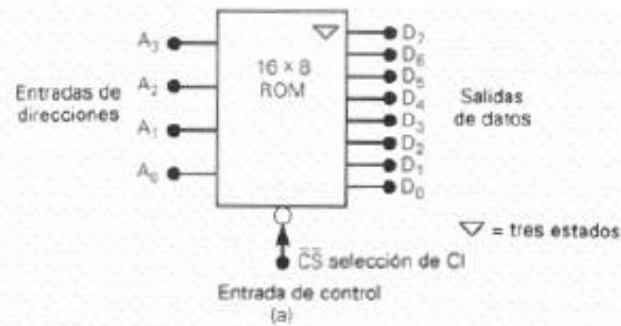 A₃
A₂
A₁
A₀
Entradas de
direcciones
16 × 8
ROM
D₇
D₆
D₅
D₄
D₃
D₂
D₁
D₀
Salidas
de datos
▽ = tres estados
C̅S̅ selección de CI
Entrada de control
(a)